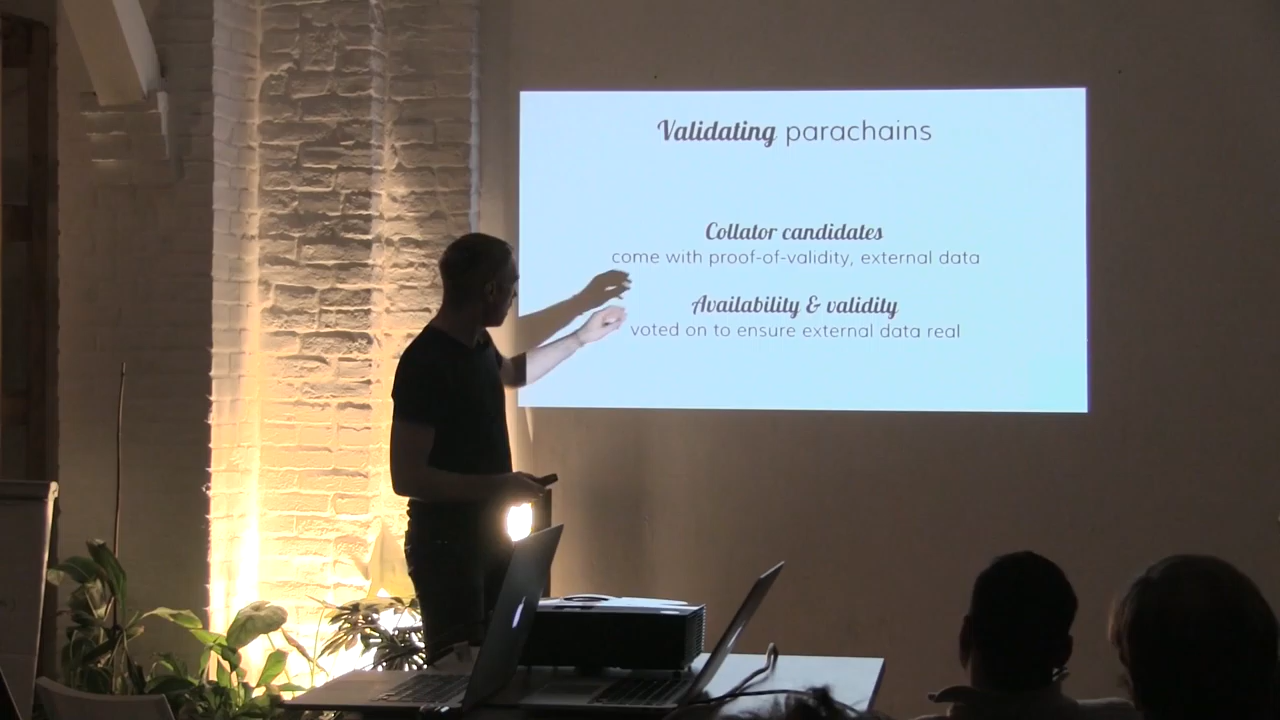 Validating parachains
Collator candidates
come with proof-of-validity, external data
Availability & validity
voted on to ensure external data real